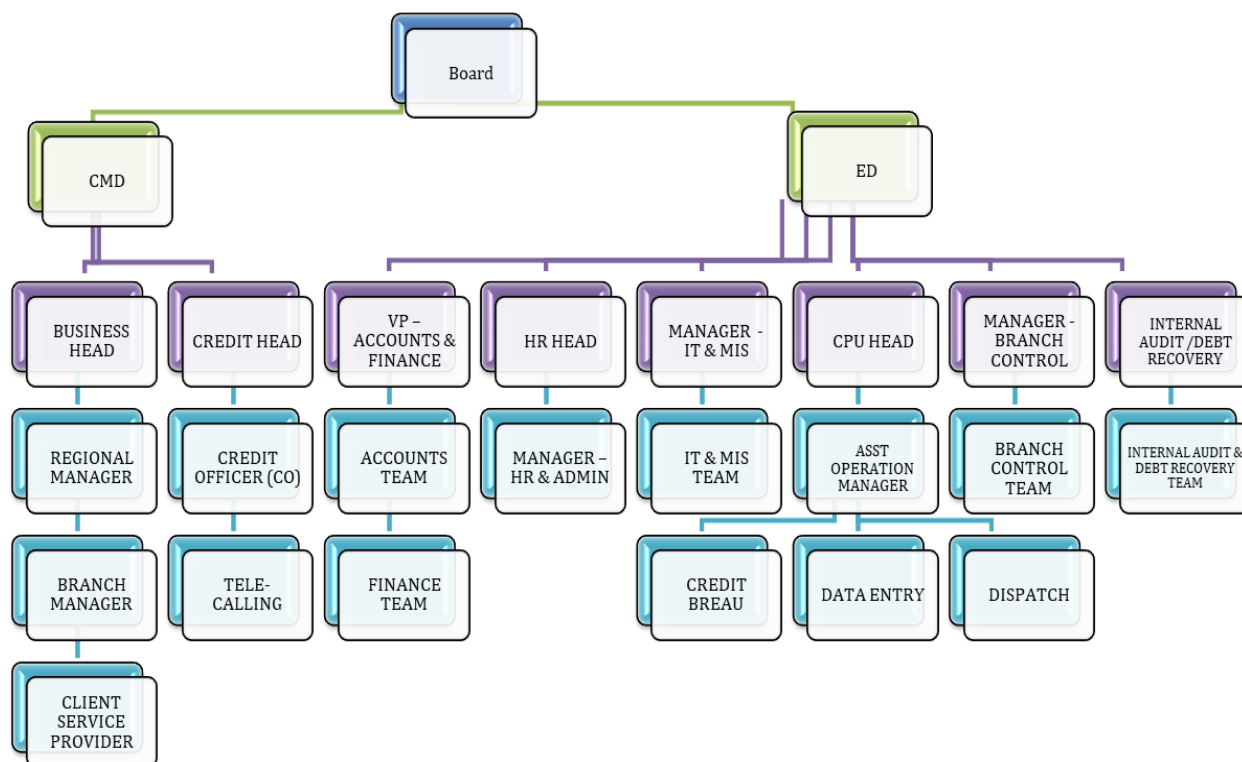 Board
CMD
ED
BUSINESS
HEAD
CREDIT HEAD
VP –
ACCOUNTS &
FINANCE
HR HEAD
MANAGER -
IT & MIS
CPU HEAD
MANAGER -
BRANCH
CONTROL
INTERNAL
AUDIT /DEBT
RECOVERY
REGIONAL
MANAGER
CREDIT
OFFICER (CO)
ACCOUNTS
TEAM
MANAGER –
HR & ADMIN
IT & MIS
TEAM
ASST
OPERATION
MANAGER
BRANCH
CONTROL
TEAM
INTERNAL AUDIT &
DEBT RECOVERY
TEAM
BRANCH
MANAGER
TELE-
CALLING
FINANCE
TEAM
CREDIT
BREAU
DATA ENTRY
DISPATCH
CLIENT
SERVICE
PROVIDER